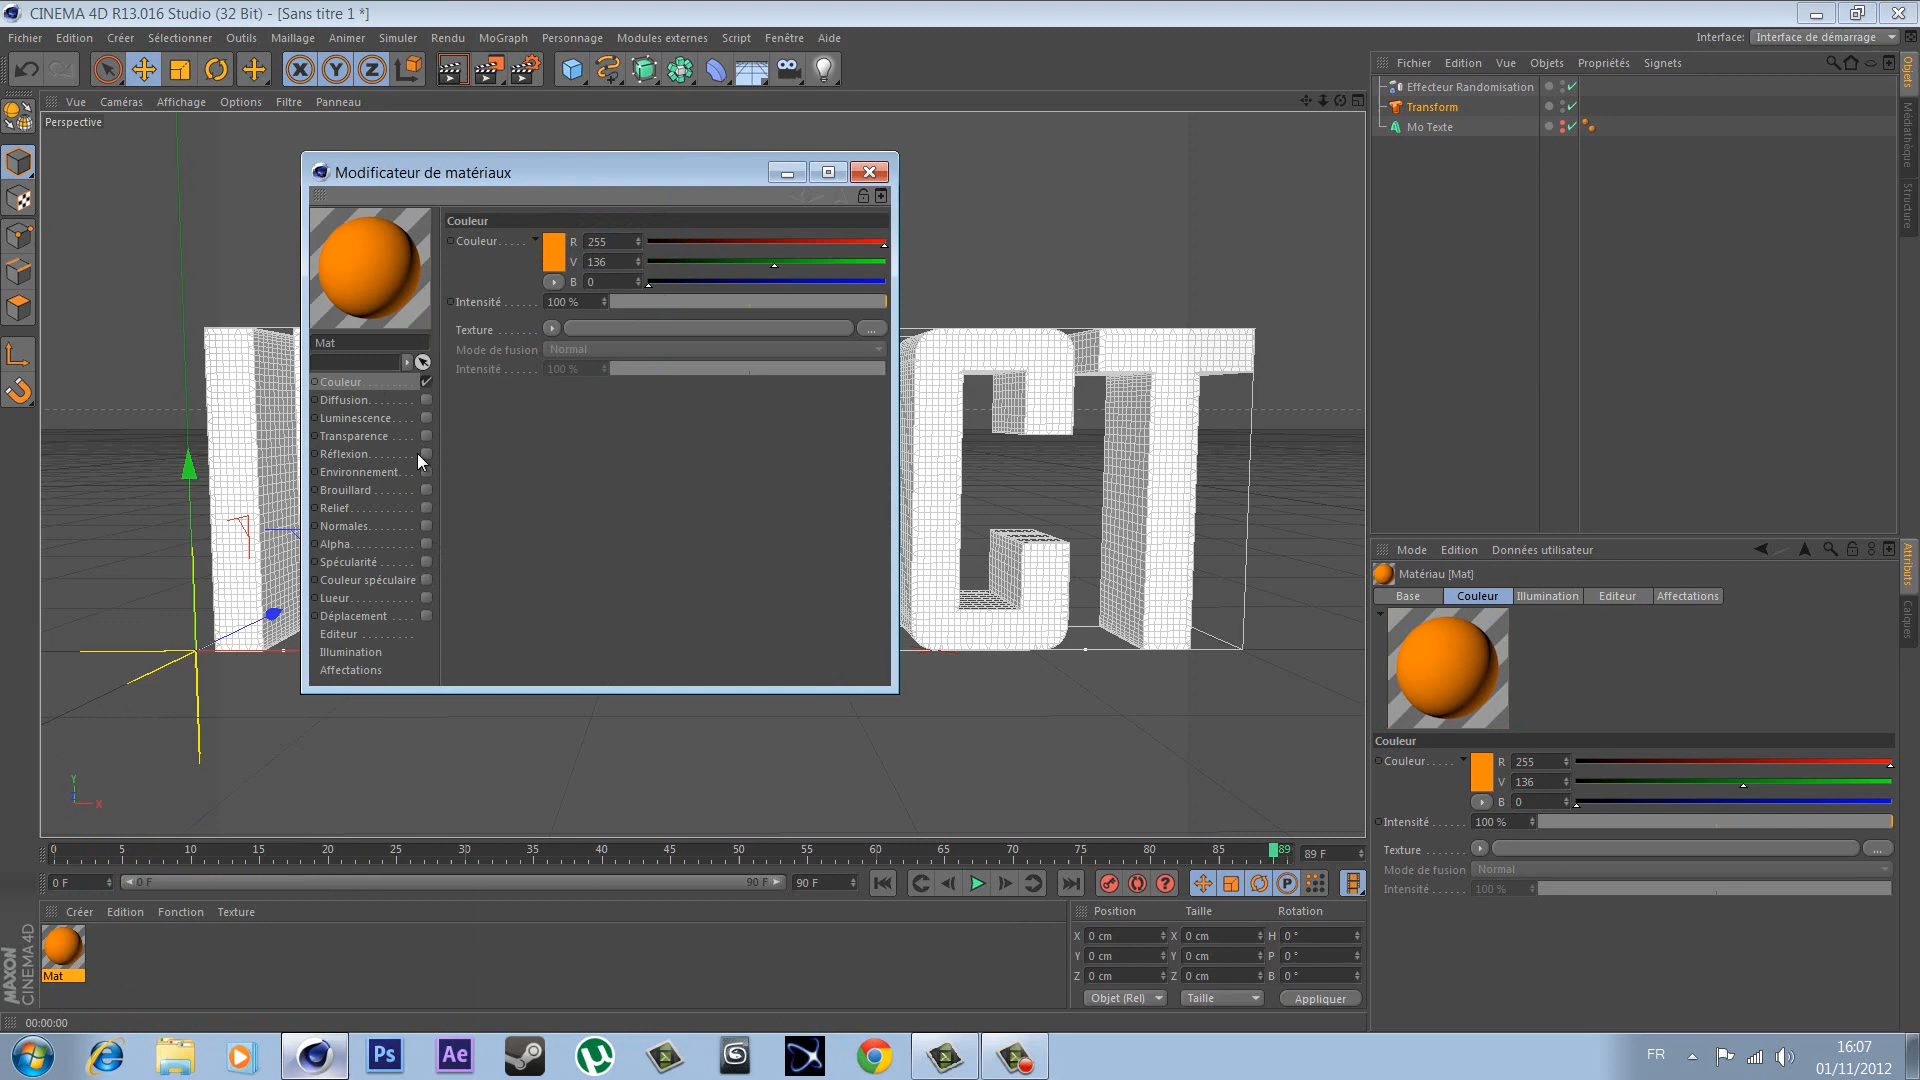 CINEMA 4D R13.016 Studio (32 Bit) - [Sans titre 1 *]
Fichier Edition Créer Sélectionner Outils Maillage Animer Simuler Rendu MoGraph Personnage Modules externes Script Fenêtre Aide Interface: Interface de démarrage
X Y Z
Fichier Edition Vue Objets Propriétés Signets
Vue Caméras Affichage Options Filtre Panneau
Perspective
Effecteur Randomisation
Transform
Mo Texte
Objets
Médiathèque
Structure
Modificateur de matériaux
Couleur
Couleur..... R 255
V 136
B 0
Intensité...... 100 %
Texture....... ...
Mode de fusion Normal
Intensité...... 100 %
Mat
Couleur........
Diffusion........
Luminescence....
Transparence....
Réflexion........
Environnement..
Brouillard.......
Relief..........
Normales.......
Alpha..........
Spécularité......
Couleur spéculaire
Lueur..........
Déplacement....
Editeur.........
Illumination
Affectations
CT
Y
X
Mode Edition Données utilisateur
Matériau [Mat]
Base Couleur Illumination Editeur Affectations
Couleur
Couleur..... R 255
V 136
B 0
Intensité...... 100 %
Texture....... ...
Mode de fusion Normal
Intensité...... 100 %
Attributs
Calques
0 5 10 15 20 25 30 35 40 45 50 55 60 65 70 75 80 85 89 89 F
0 F 0 F 90 F 90 F
P
Créer Edition Fonction Texture
Mat
Position Taille Rotation
X 0 cm X 0 cm H 0 °
Y 0 cm Y 0 cm P 0 °
Z 0 cm Z 0 cm B 0 °
Objet (Rel) Taille Appliquer
MAXON
CINEMA 4D
00:00:00
Ps Ae
FR 16:07
01/11/2012